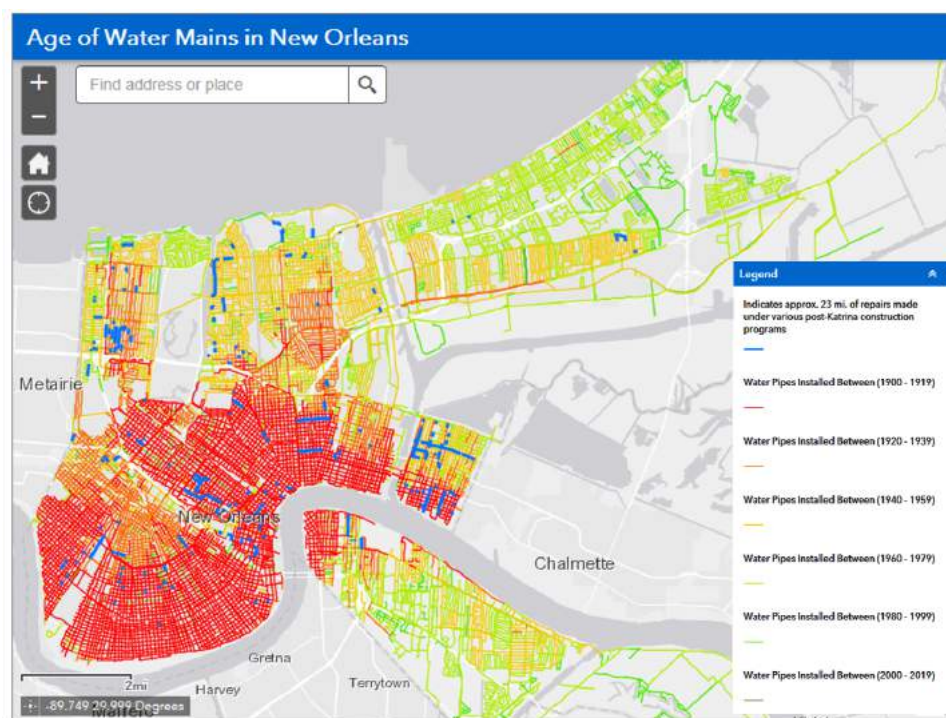 Age of Water Mains in New Orleans
+
Find address or place
−
Legend
Indicates approx. 23 mi. of repairs made
under various post-Katrina construction
programs
Water Pipes Installed Between (1900 - 1919)
Metairie
Water Pipes Installed Between (1920 - 1939)
Water Pipes Installed Between (1940 - 1959)
New Orleans
Water Pipes Installed Between (1960 - 1979)
Chalmette
Water Pipes Installed Between (1980 - 1999)
Gretna
Water Pipes Installed Between (2000 - 2019)
Terrytown
2mi
Harvey
-89.749 29.999 Degrees